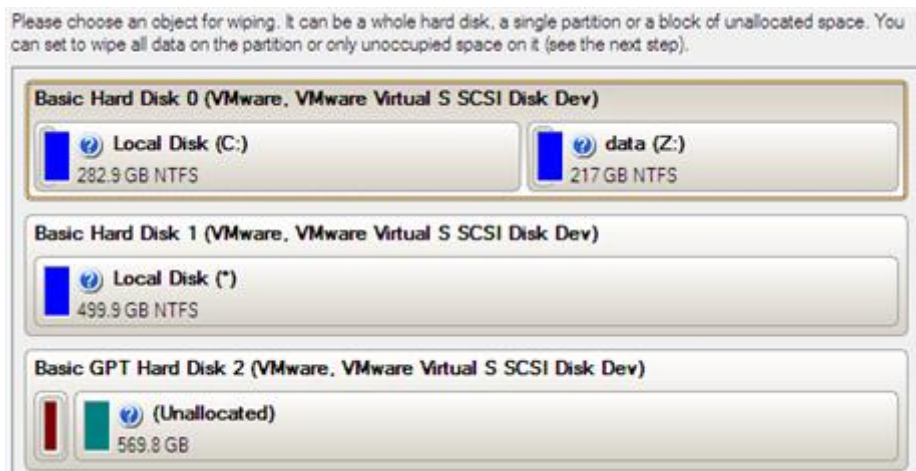 Please choose an object for wiping. It can be a whole hard disk, a single partition or a block of unallocated space. You
can set to wipe all data on the partition or only unoccupied space on it (see the next step).
Basic Hard Disk 0 (VMware, VMware Virtual S SCSI Disk Dev)
Local Disk (C:)
282.9 GB NTFS
data (Z:)
217 GB NTFS
Basic Hard Disk 1 (VMware, VMware Virtual S SCSI Disk Dev)
Local Disk (*)
499.9 GB NTFS
Basic GPT Hard Disk 2 (VMware, VMware Virtual S SCSI Disk Dev)
(Unallocated)
569.8 GB